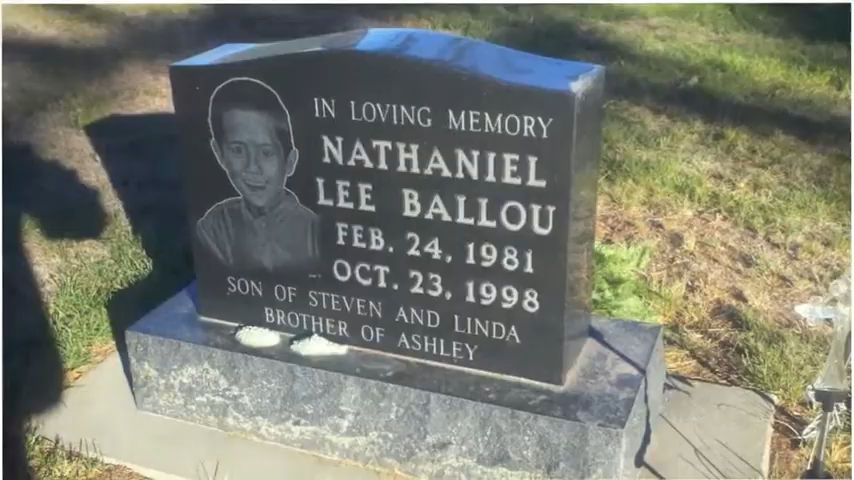 IN LOVING MEMORY
NATHANIEL
LEE BALLOU
FEB. 24, 1981
OCT. 23, 1998
SON OF STEVEN AND LINDA
BROTHER OF ASHLEY